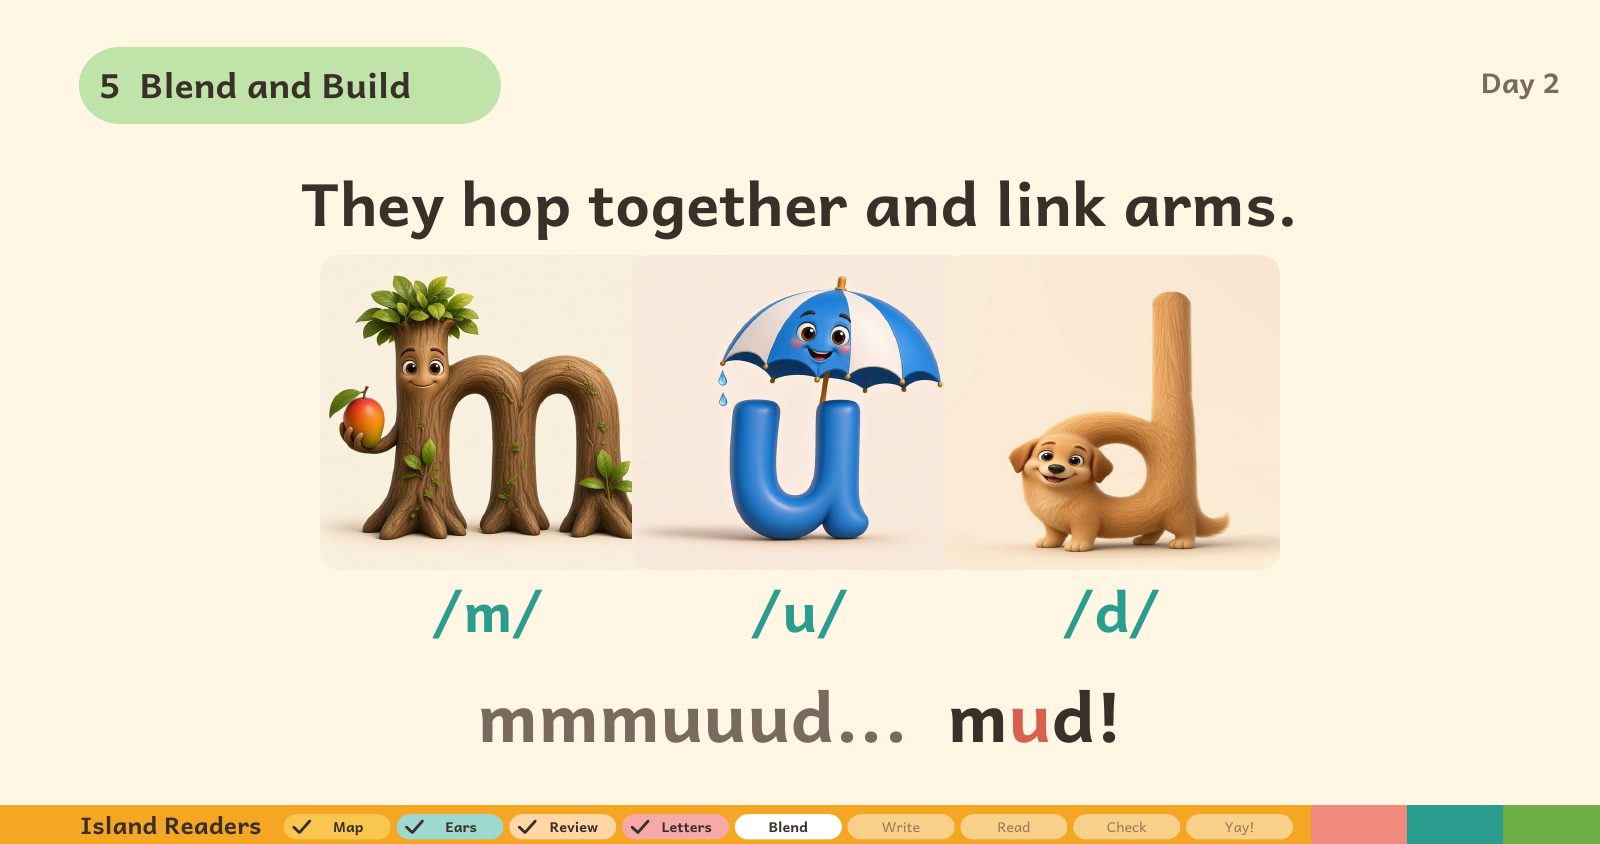 5 Blend and Build
Day 2
They hop together and link arms.
/m/ /u/ /d/
mmmuuud... mud!
Island Readers Map Ears Review Letters Blend Write Read Check Yay!